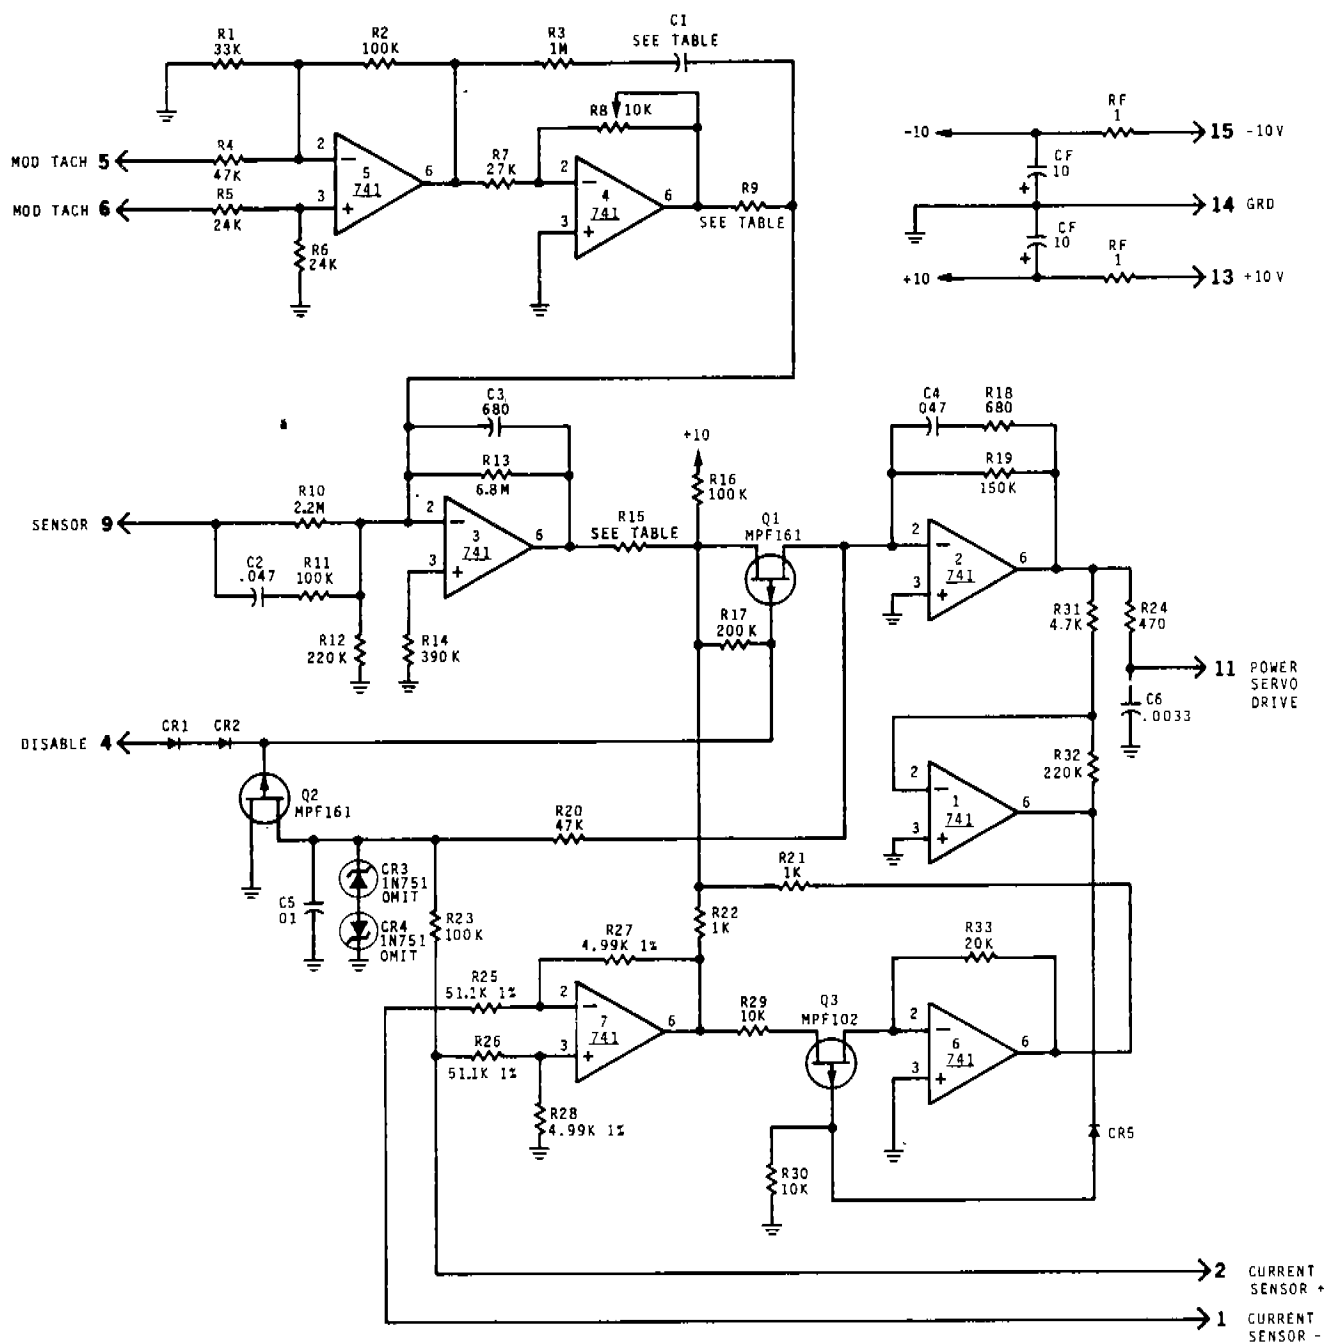 R1
33K
R2
100K
R3
1M
C1
SEE TABLE
R8
10K
RF
1
-10
15 -10V
CF
10
+
14 GRD
CF
10
+
RF
1
+10
13 +10V
MOD TACH 5
R4
47K
2
-
5
741
6
R7
27K
2
-
4
741
6
R9
SEE TABLE
MOD TACH 6
R5
24K
3
+
3
+
R6
24K
C3
680
R13
6.8M
+10
R16
100K
C4
.047
R18
680
R19
150K
SENSOR 9
R10
2.2M
2
-
3
741
6
R15
SEE TABLE
Q1
MPF161
2
-
2
741
6
C2
.047
R11
100K
3
+
3
+
R12
220K
R14
390K
R17
200K
R31
4.7K
R24
470
11 POWER
SERVO
DRIVE
C6
.0033
DISABLE 4
CR1
CR2
R32
220K
Q2
MPF161
2
-
1
741
6
3
+
R20
47K
R21
1K
CR3
1N751
OMIT
C5
.01
CR4
1N751
OMIT
R23
100K
R22
1K
R27
4.99K 1%
R33
20K
R25
51.1K 1%
2
-
7
741
6
R29
10K
Q3
MPF102
2
-
6
741
6
R26
51.1K 1%
3
+
3
+
R28
4.99K 1%
CR5
R30
10K
2 CURRENT
SENSOR +
1 CURRENT
SENSOR -